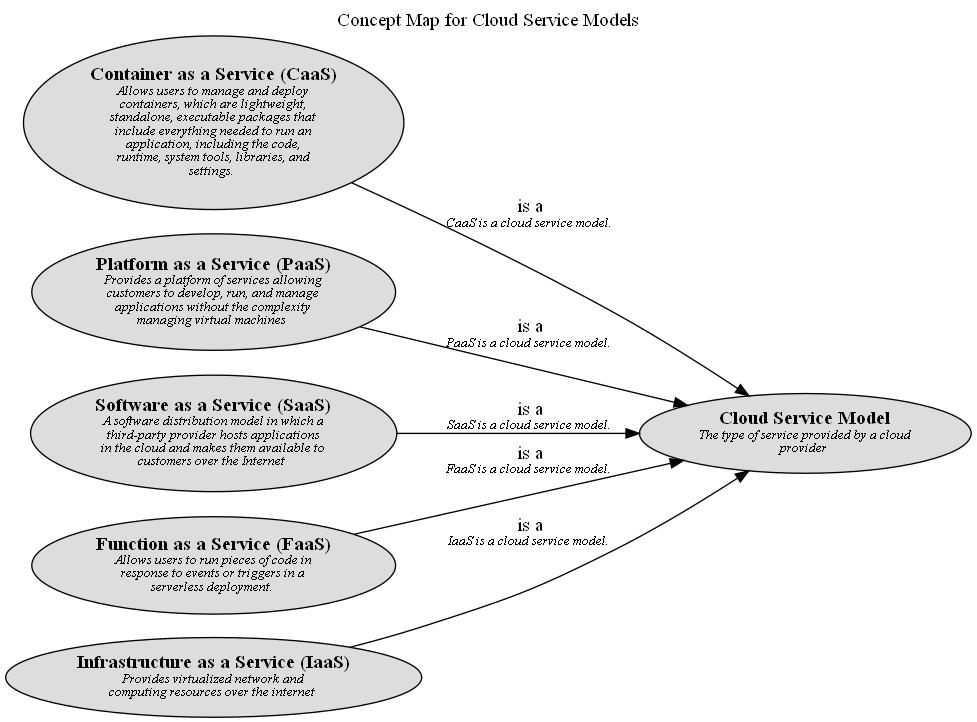 Concept Map for Cloud Service Models
Container as a Service (CaaS)
Allows users to manage and deploy
containers, which are lightweight,
standalone, executable packages that
include everything needed to run an
application, including the code,
runtime, system tools, libraries, and
settings.
is a
CaaS is a cloud service model.
Platform as a Service (PaaS)
Provides a platform of services allowing
customers to develop, run, and manage
applications without the complexity
managing virtual machines
is a
PaaS is a cloud service model.
Software as a Service (SaaS)
A software distribution model in which a
third-party provider hosts applications
in the cloud and makes them available to
customers over the Internet
is a
SaaS is a cloud service model.
Cloud Service Model
The type of service provided by a cloud
provider
is a
FaaS is a cloud service model.
Function as a Service (FaaS)
Allows users to run pieces of code in
response to events or triggers in a
serverless deployment.
is a
IaaS is a cloud service model.
Infrastructure as a Service (IaaS)
Provides virtualized network and
computing resources over the internet